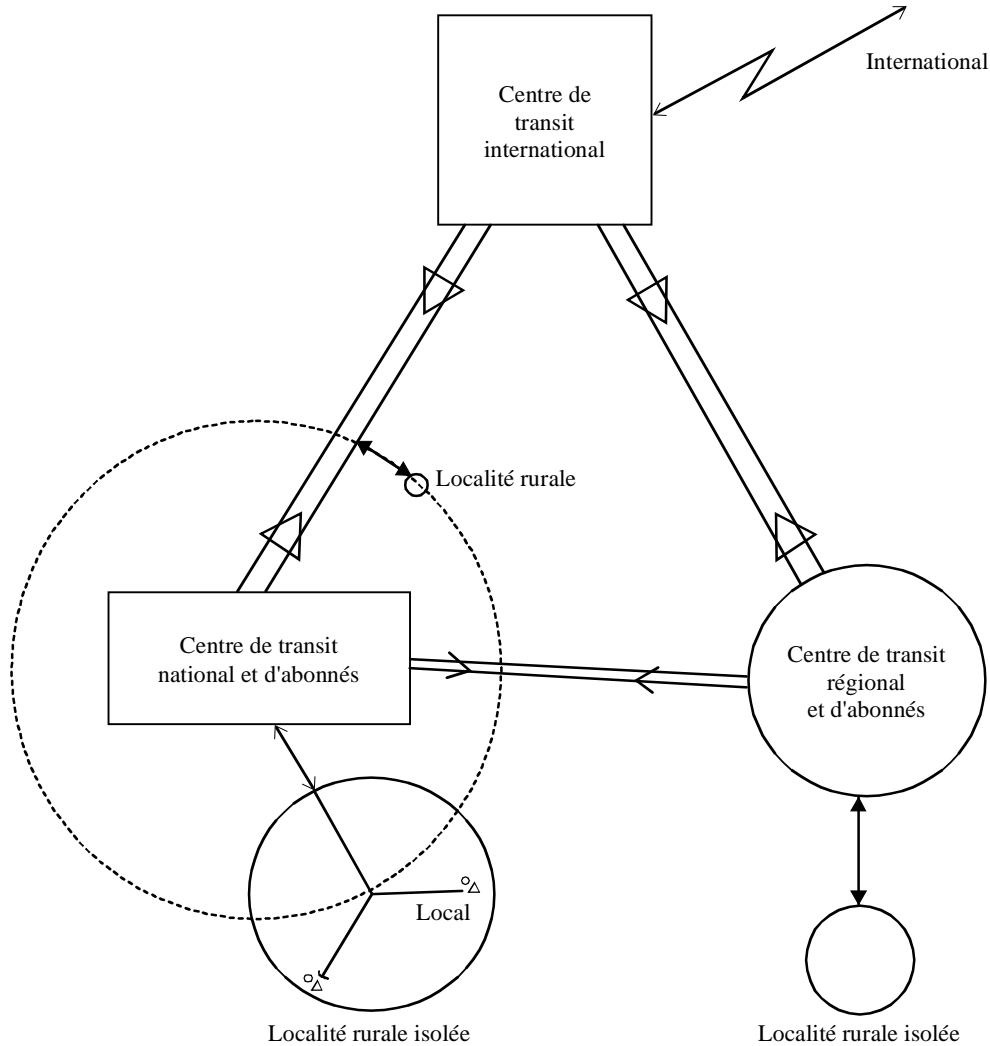 International
Centre de
transit
international
Localité rurale
Centre de transit
national et d'abonnés
Centre de transit
régional
et d'abonnés
Local
Localité rurale isolée
Localité rurale isolée